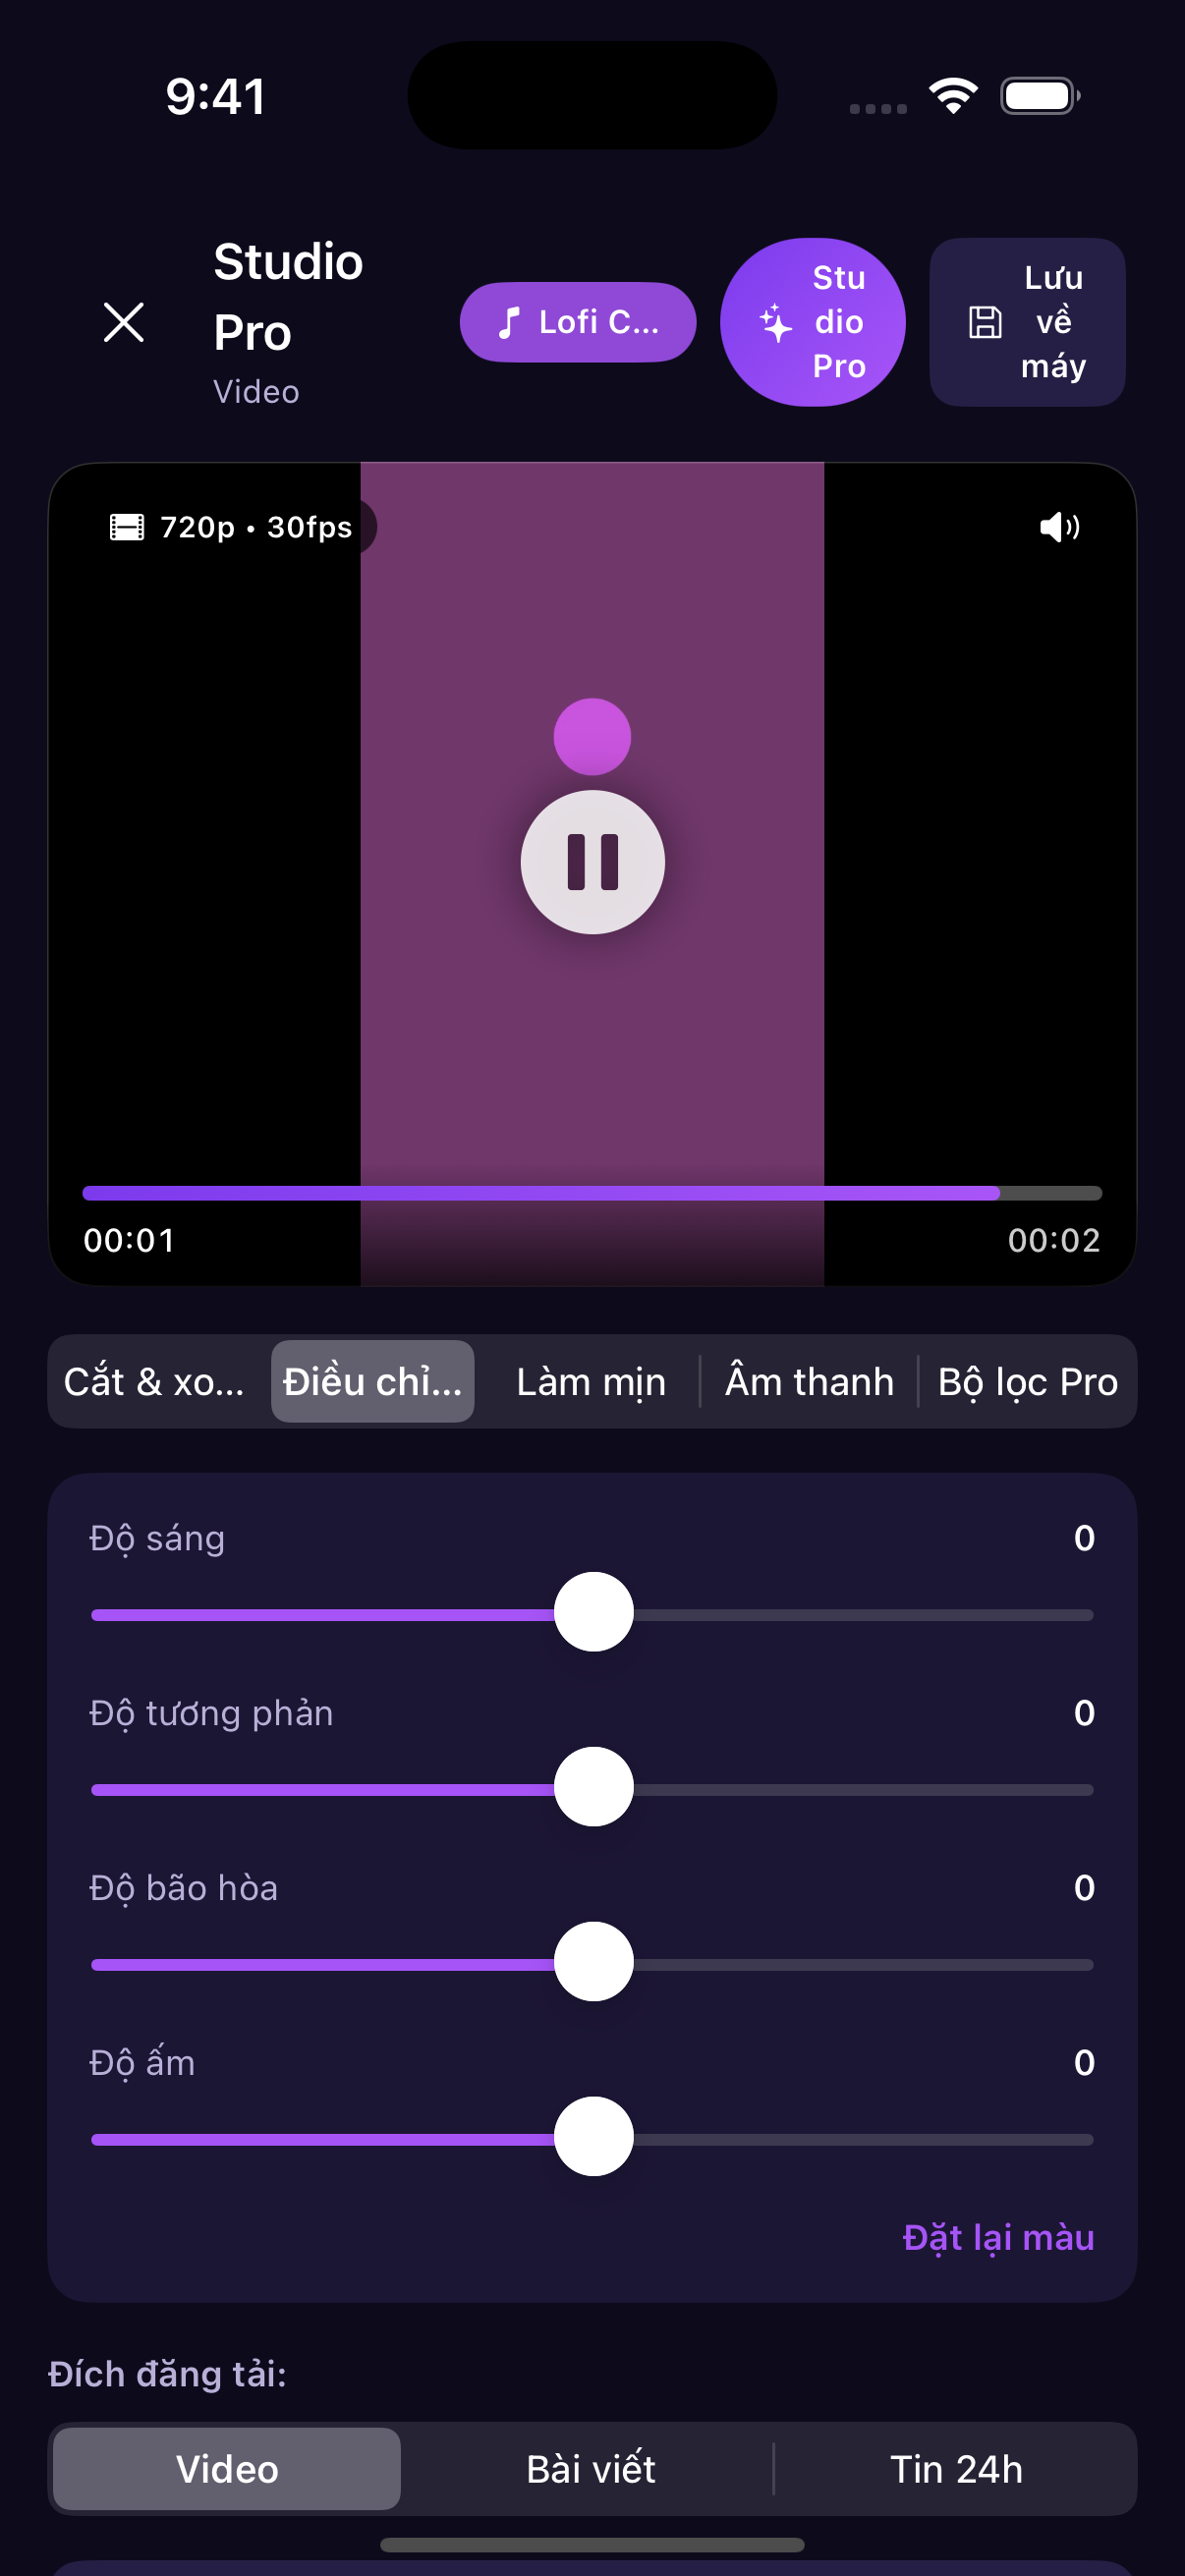 9:41
Studio
Pro
Video
Lofi C...
Stu
dio
Pro
Lưu
về
máy
720p • 30fps
00:01
00:02
Cắt & xo...
Điều chỉ...
Làm mịn
Âm thanh
Bộ lọc Pro
Độ sáng
0
Độ tương phản
0
Độ bão hòa
0
Độ ấm
0
Đặt lại màu
Đích đăng tải:
Video
Bài viết
Tin 24h